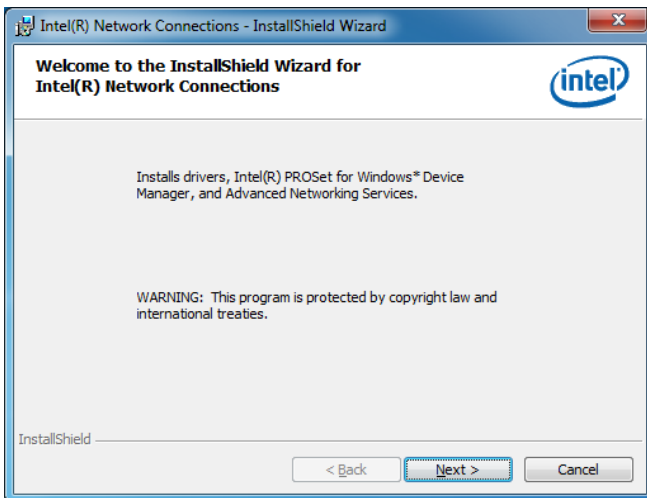 Intel(R) Network Connections - InstallShield Wizard
Welcome to the InstallShield Wizard for
Intel(R) Network Connections
intel
Installs drivers, Intel(R) PROSet for Windows* Device
Manager, and Advanced Networking Services.
WARNING: This program is protected by copyright law and
international treaties.
InstallShield
< Back
Next >
Cancel